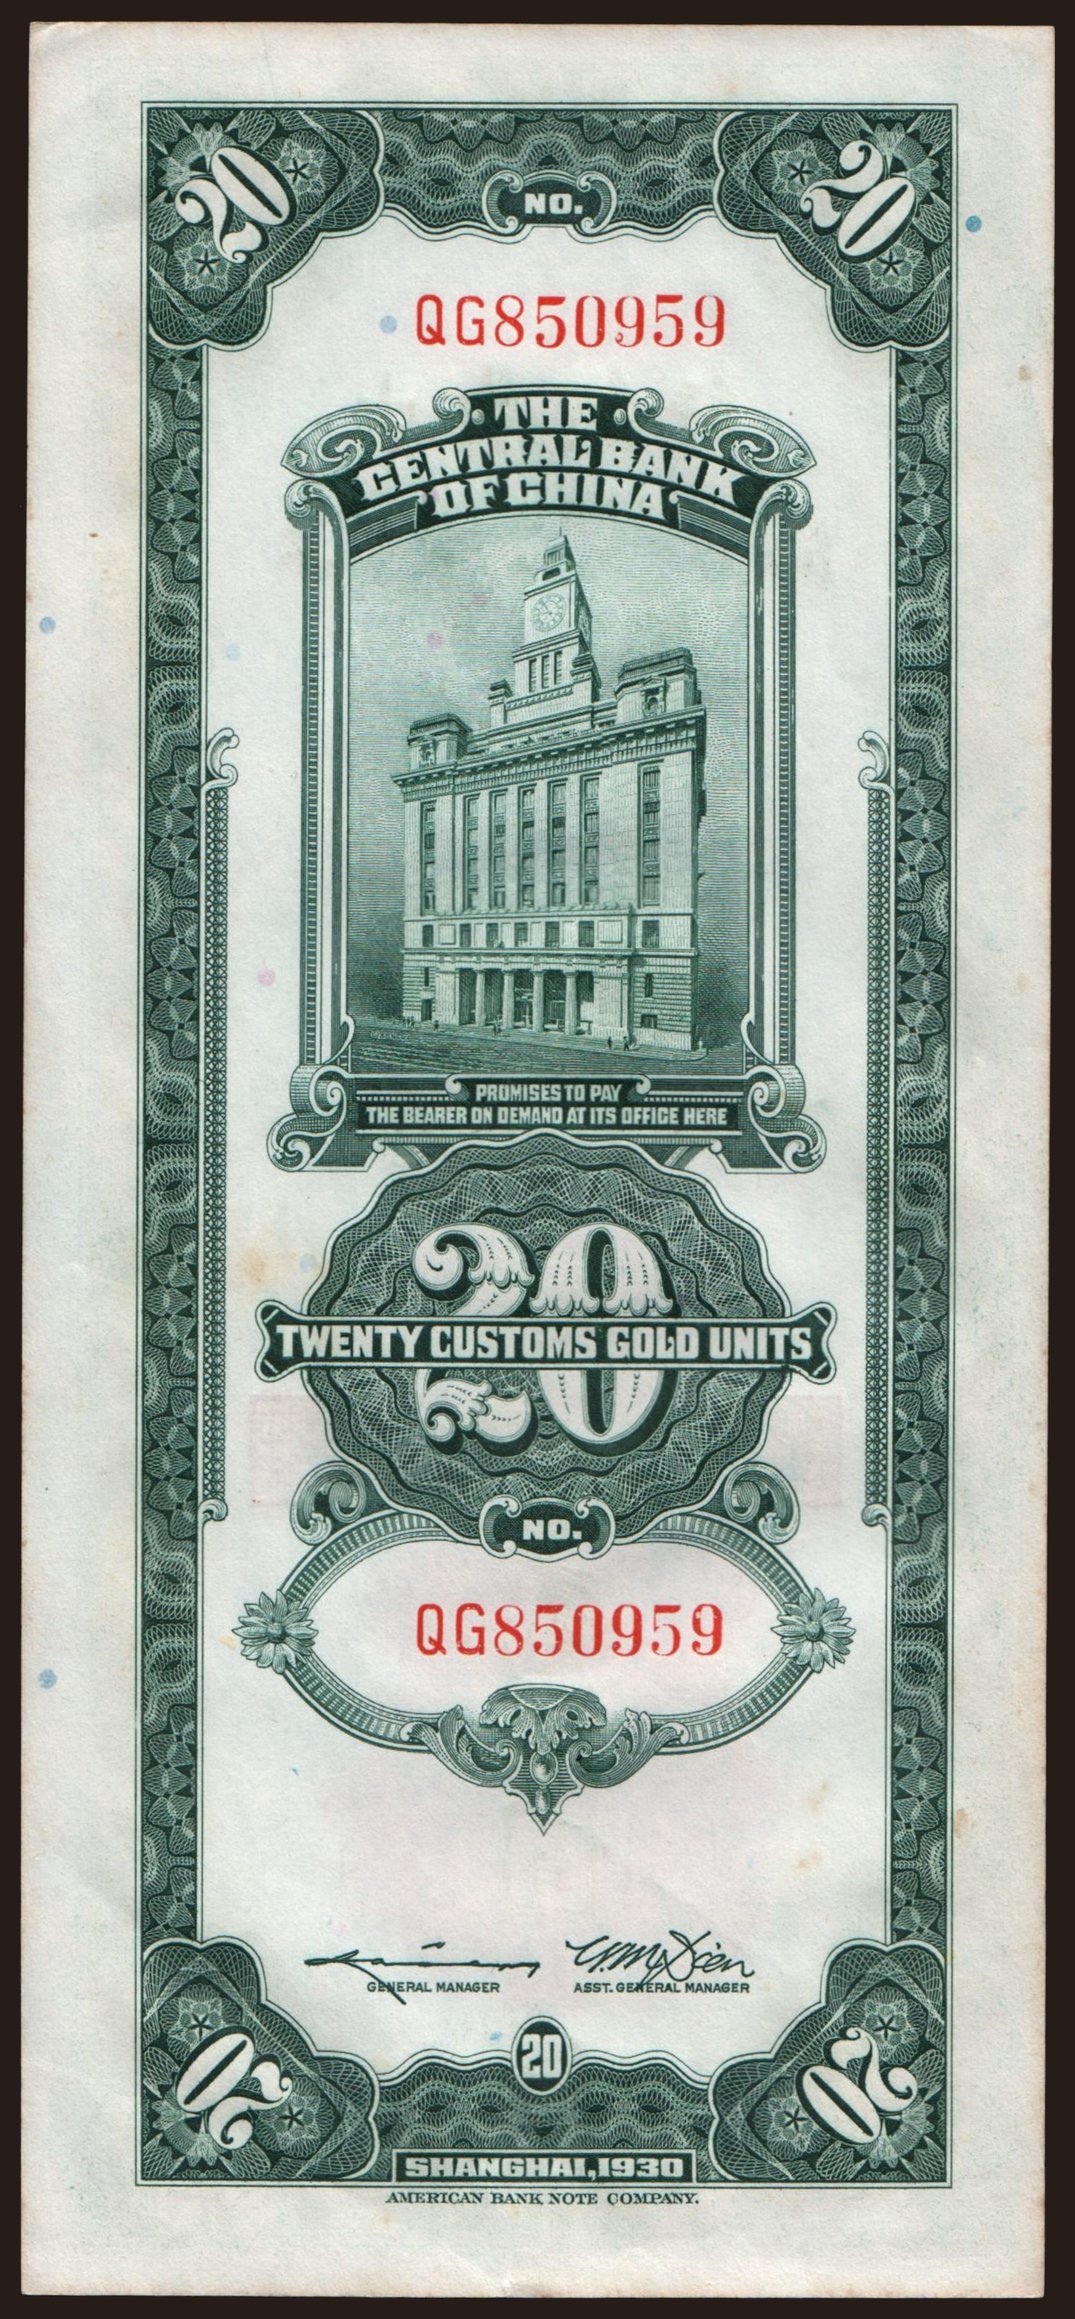 20
20
NO.
QG850959
THE
CENTRAL BANK
OF CHINA
PROMISES TO PAY
THE BEARER ON DEMAND AT ITS OFFICE HERE
20
TWENTY CUSTOMS GOLD UNITS
NO.
QG850959
GENERAL MANAGER
ASST. GENERAL MANAGER
20
20
20
SHANGHAI, 1930
AMERICAN BANK NOTE COMPANY.